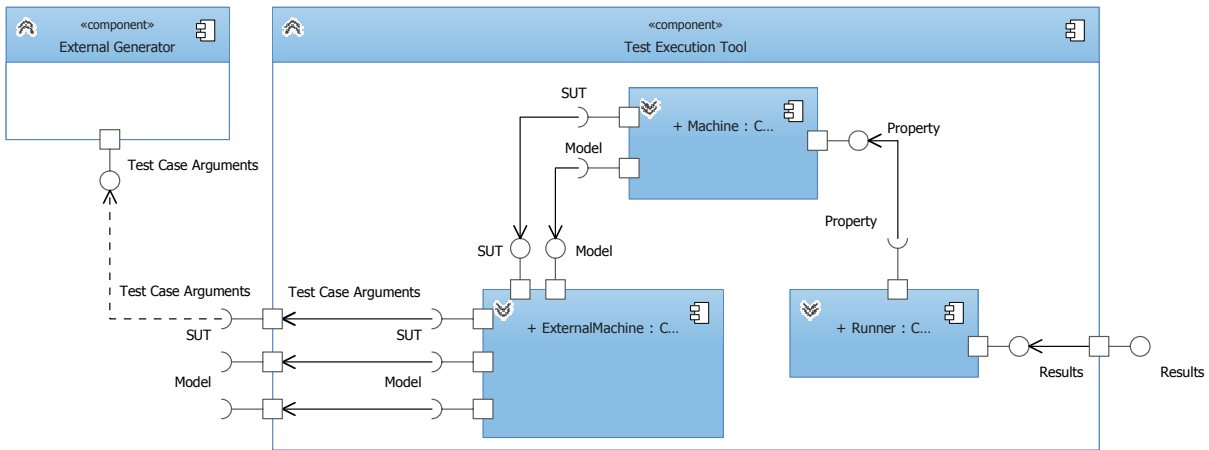 «component»
External Generator
«component»
Test Execution Tool
SUT
+ Machine : C...
Property
Model
Test Case Arguments
Property
SUT
Model
Test Case Arguments
Test Case Arguments
SUT
SUT
+ ExternalMachine : C...
+ Runner : C...
Model
Model
Results
Results